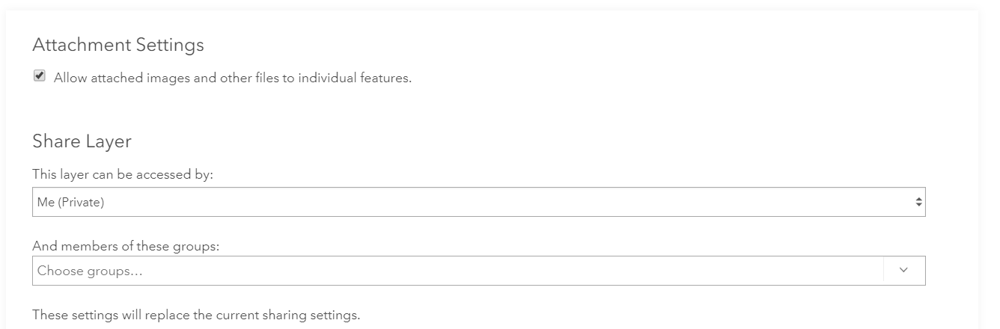 Attachment Settings
Allow attached images and other files to individual features.
Share Layer
This layer can be accessed by:
Me (Private)
And members of these groups:
Choose groups...
These settings will replace the current sharing settings.